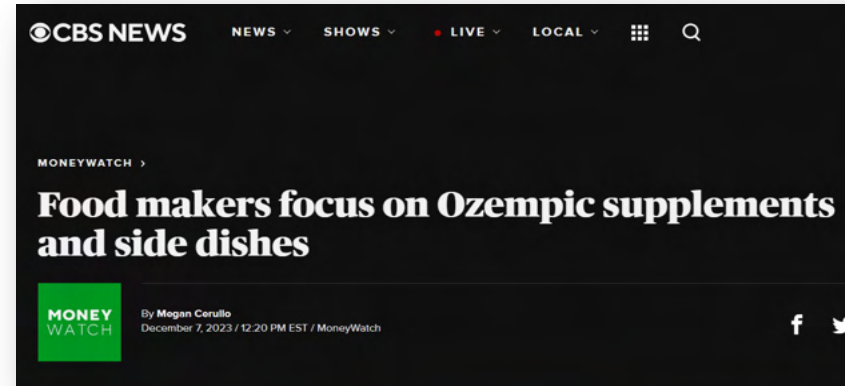 CBS NEWS NEWS SHOWS LIVE LOCAL
MONEYWATCH >
Food makers focus on Ozempic supplements
and side dishes
MONEY
WATCH
By Megan Cerullo
December 7, 2023 / 12:20 PM EST / MoneyWatch